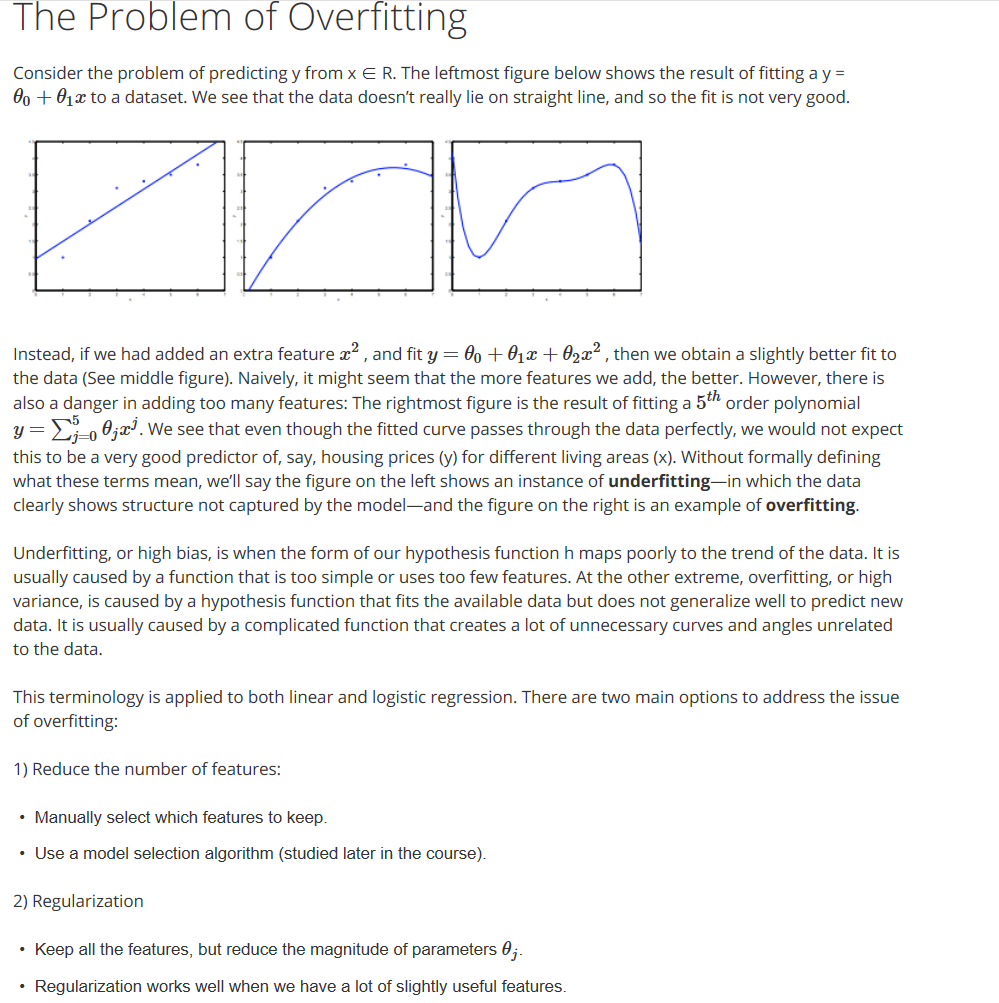 The Problem of Overfitting
Consider the problem of predicting y from x ∈ R. The leftmost figure below shows the result of fitting a y =
θ₀ + θ₁x to a dataset. We see that the data doesn’t really lie on straight line, and so the fit is not very good.
Instead, if we had added an extra feature x² , and fit y = θ₀ + θ₁x + θ₂x² , then we obtain a slightly better fit to
the data (See middle figure). Naively, it might seem that the more features we add, the better. However, there is
also a danger in adding too many features: The rightmost figure is the result of fitting a 5ᵗʰ order polynomial
y = ∑⁵ⱼ₌₀ θⱼxʲ. We see that even though the fitted curve passes through the data perfectly, we would not expect
this to be a very good predictor of, say, housing prices (y) for different living areas (x). Without formally defining
what these terms mean, we’ll say the figure on the left shows an instance of underfitting—in which the data
clearly shows structure not captured by the model—and the figure on the right is an example of overfitting.
Underfitting, or high bias, is when the form of our hypothesis function h maps poorly to the trend of the data. It is
usually caused by a function that is too simple or uses too few features. At the other extreme, overfitting, or high
variance, is caused by a hypothesis function that fits the available data but does not generalize well to predict new
data. It is usually caused by a complicated function that creates a lot of unnecessary curves and angles unrelated
to the data.
This terminology is applied to both linear and logistic regression. There are two main options to address the issue
of overfitting:
1) Reduce the number of features:
• Manually select which features to keep.
• Use a model selection algorithm (studied later in the course).
2) Regularization
• Keep all the features, but reduce the magnitude of parameters θⱼ.
• Regularization works well when we have a lot of slightly useful features.